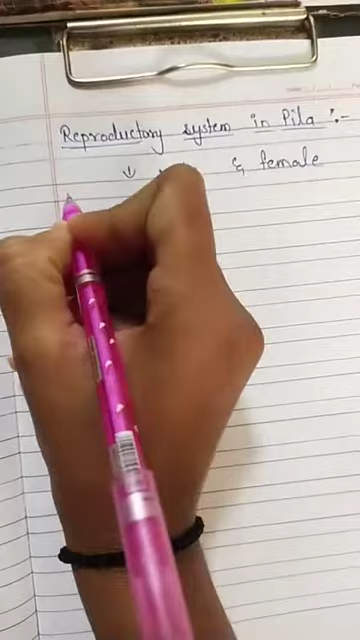 Reproductory system in Pila :-
↓ & female